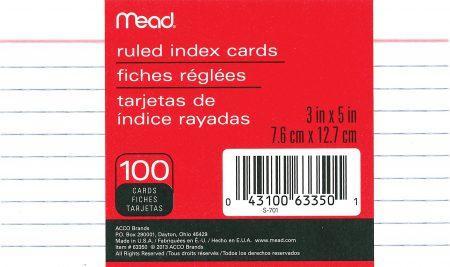 mead®
ruled index cards
fiches réglées
tarjetas de
índice rayadas
3 in x 5 in
7.6 cm x 12.7 cm
100
CARDS
FICHES
TARJETAS
0 43100 63350 1
S-701
ACCO Brands
P.O. Box 290001, Dayton, Ohio 45429
Made in U.S.A. / Fabriquées en É.-U. / Hecho en E.U.A. www.mead.com
Item # 63350 © 2013 ACCO Brands
All Rights Reserved /Tous droits réservés /Todos los derechos reservados